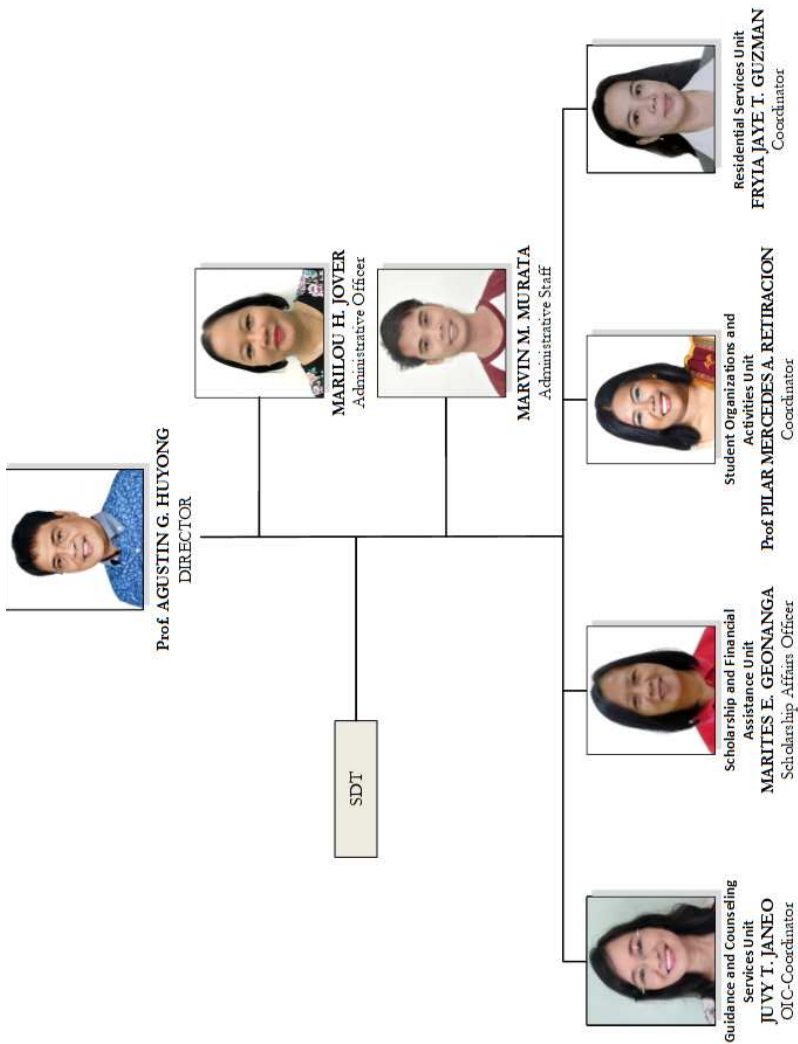 Prof. AGUSTIN G. HUYONG
DIRECTOR
MARILOU H. JOVER
Administrative Officer
SDT
MARVIN M. MURATA
Administrative Staff
Guidance and Counseling
Services Unit
JUVY T. JANEO
OIC-Coordinator
Scholarship and Financial
Assistance Unit
MARITES E. GEONANGA
Scholarship Affairs Officer
Student Organizations and
Activities Unit
Prof PILAR MERCEDES A. RETIRACION
Coordinator
Residential Services Unit
FRYIA JAYE T. GUZMAN
Coordinator